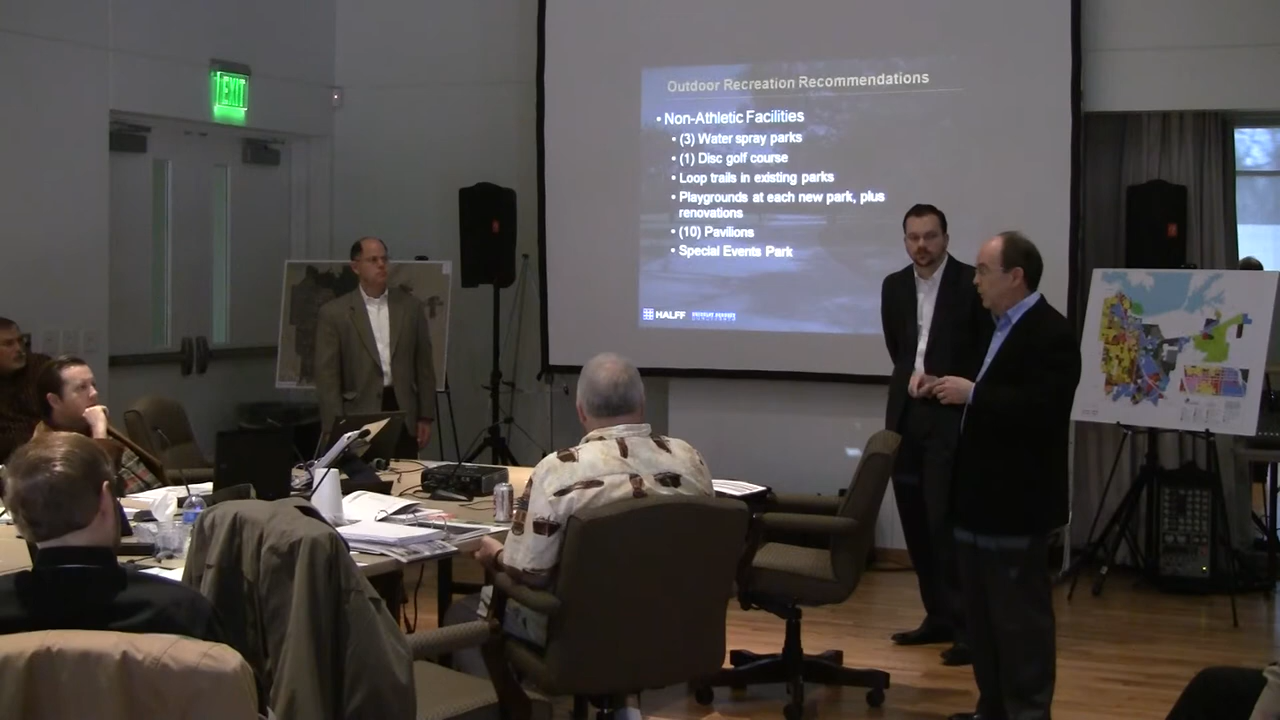 EXIT
Outdoor Recreation Recommendations
• Non-Athletic Facilities
• (3) Water spray parks
• (1) Disc golf course
• Loop trails in existing parks
• Playgrounds at each new park, plus
renovations
• (10) Pavilions
• Special Events Park
HALFF